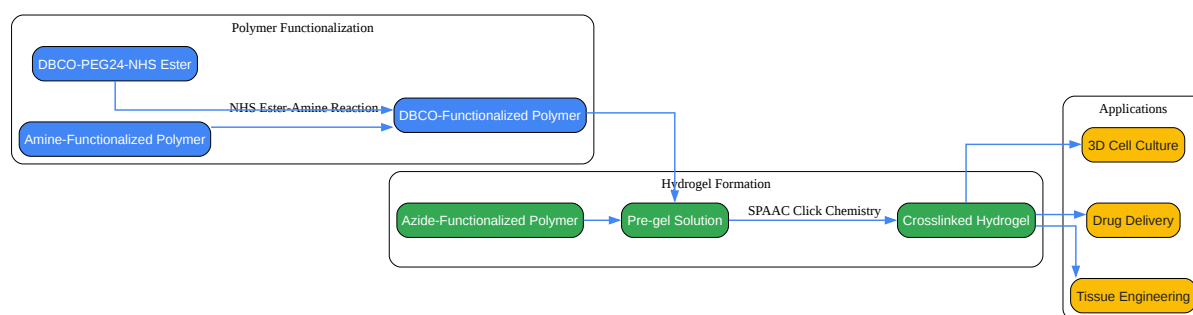 Polymer Functionalization
DBCO-PEG24-NHS Ester
NHS Ester-Amine Reaction
DBCO-Functionalized Polymer
Amine-Functionalized Polymer
Applications
3D Cell Culture
Hydrogel Formation
Azide-Functionalized Polymer
Pre-gel Solution
SPAAC Click Chemistry
Crosslinked Hydrogel
Drug Delivery
Tissue Engineering